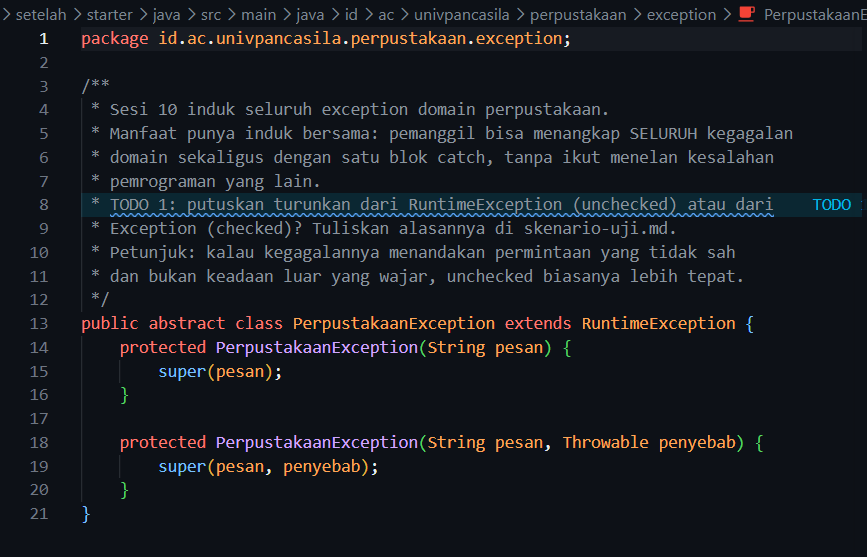 setelah > starter > java > src > main > java > id > ac > univpancasila > perpustakaan > exception > PerpustakaanE
1 package id.ac.univpancasila.perpustakaan.exception;
2
3 /**
4  * Sesi 10 induk seluruh exception domain perpustakaan.
5  * Manfaat punya induk bersama: pemanggil bisa menangkap SELURUH kegagalan
6  * domain sekaligus dengan satu blok catch, tanpa ikut menelan kesalahan
7  * pemrograman yang lain.
8  * TODO 1: putuskan turunkan dari RuntimeException (unchecked) atau dari TODO
9  * Exception (checked)? Tuliskan alasannya di skenario-uji.md.
10  * Petunjuk: kalau kegagalannya menandakan permintaan yang tidak sah
11  * dan bukan keadaan luar yang wajar, unchecked biasanya lebih tepat.
12  */
13 public abstract class PerpustakaanException extends RuntimeException {
14     protected PerpustakaanException(String pesan) {
15         super(pesan);
16     }
17
18     protected PerpustakaanException(String pesan, Throwable penyebab) {
19         super(pesan, penyebab);
20     }
21 }